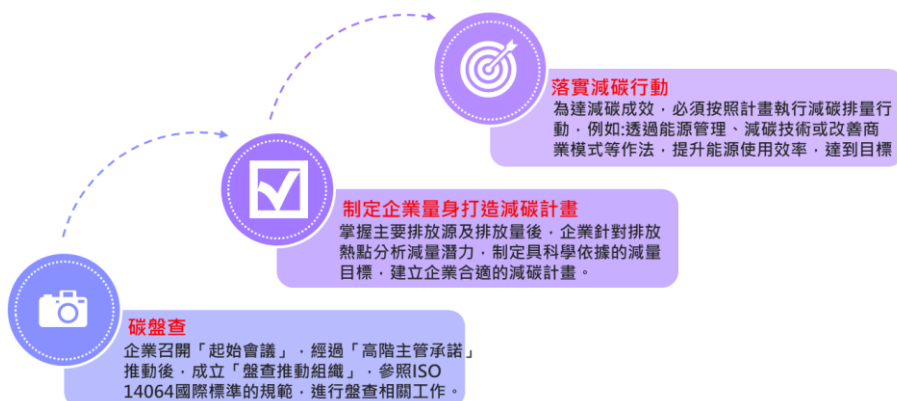 落實減碳行動
為達減碳成效，必須按照計畫執行減碳排量行
動，例如:透過能源管理、減碳技術或改善商
業模式等作法，提升能源使用效率，達到目標
制定企業量身打造減碳計畫
掌握主要排放源及排放量後，企業針對排放
熱點分析減量潛力，制定具科學依據的減量
目標，建立企業合適的減碳計畫。
碳盤查
企業召開「起始會議」，經過「高階主管承諾」
推動後，成立「盤查推動組織」，參照ISO
14064國際標準的規範，進行盤查相關工作。